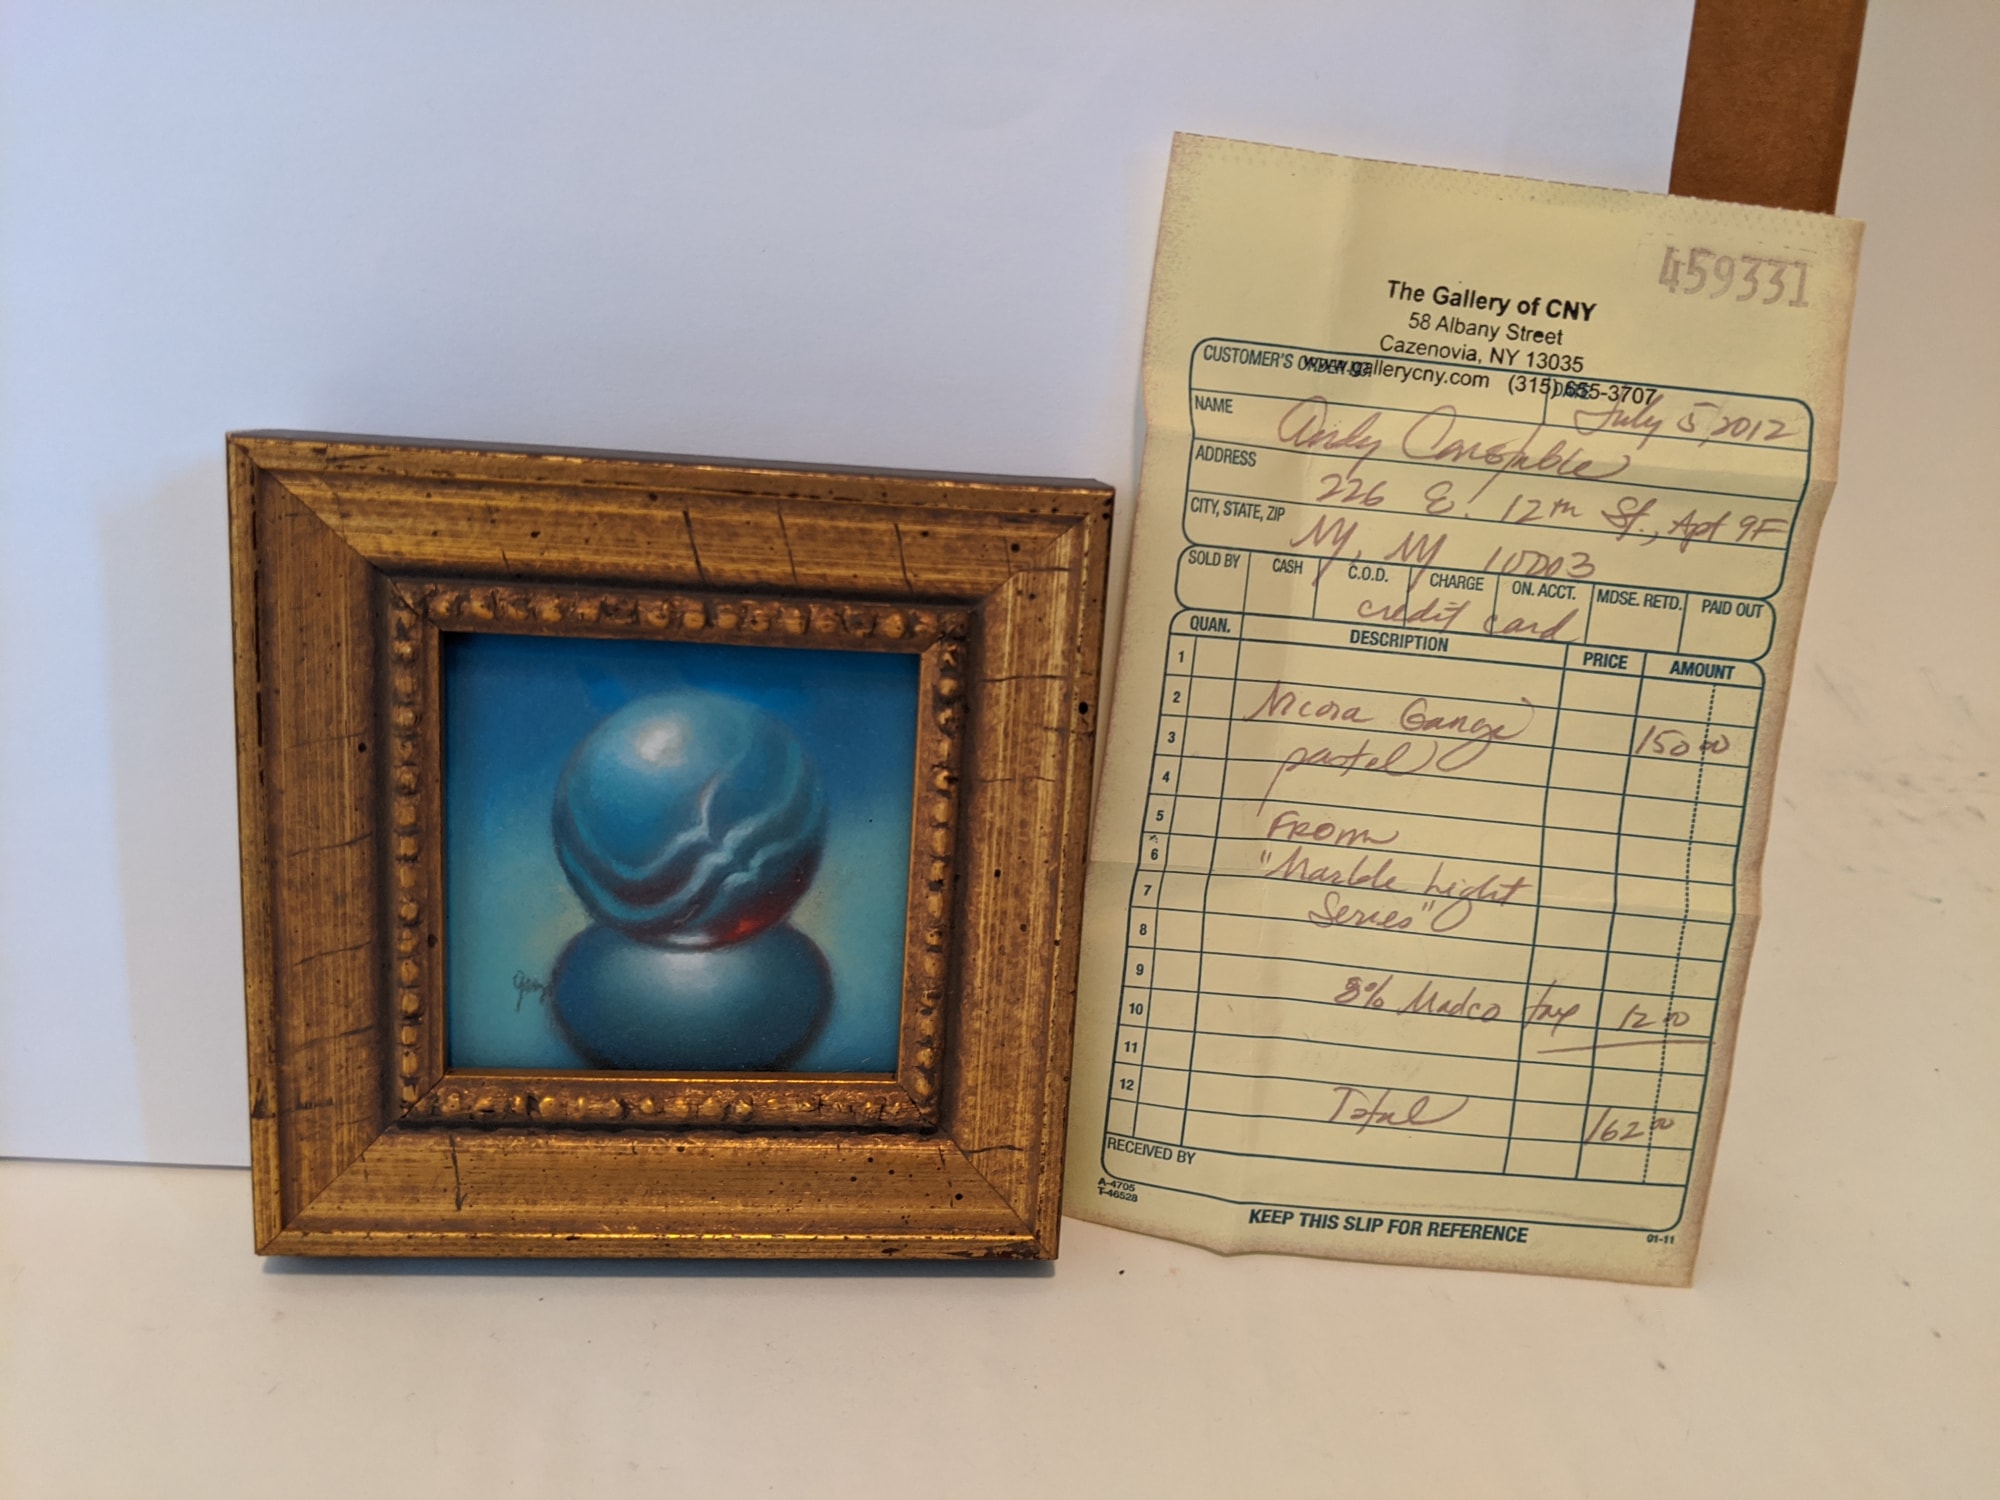 459331
The Gallery of CNY
58 Albany Street
Cazenovia, NY 13035
www.gallerycny.com (315) 655-3707
CUSTOMER'S ORDER NO. DATE
July 5, 2012
NAME
Andy Constable
ADDRESS
226 E. 12th St., Apt 9F
CITY, STATE, ZIP
NY, NY 10003
SOLD BY CASH C.O.D. CHARGE ON. ACCT. MDSE. RETD. PAID OUT
credit card
QUAN. DESCRIPTION PRICE AMOUNT
1
2
Nicora Gangi 150 00
3
pastel
4
5
From
6
"Marble Light
7
Series"
8
9
8% Madco tax 12 00
10
11
12
Total 162 00
RECEIVED BY
A-4705
T-46528
KEEP THIS SLIP FOR REFERENCE
01-11